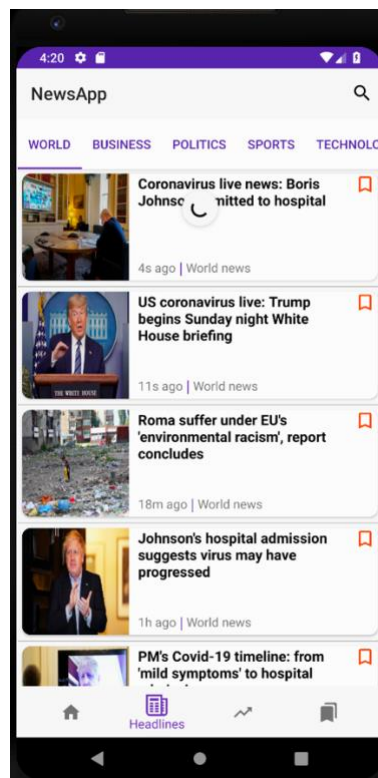 4:20
NewsApp
WORLD BUSINESS POLITICS SPORTS TECHNOLO
Coronavirus live news: Boris
Johnso mitted to hospital
4s ago | World news
US coronavirus live: Trump
begins Sunday night White
House briefing
THE WHITE HOUSE
11s ago | World news
Roma suffer under EU's
'environmental racism', report
concludes
18m ago | World news
Johnson's hospital admission
suggests virus may have
progressed
1h ago | World news
PM's Covid-19 timeline: from
'mild symptoms' to hospital
Headlines